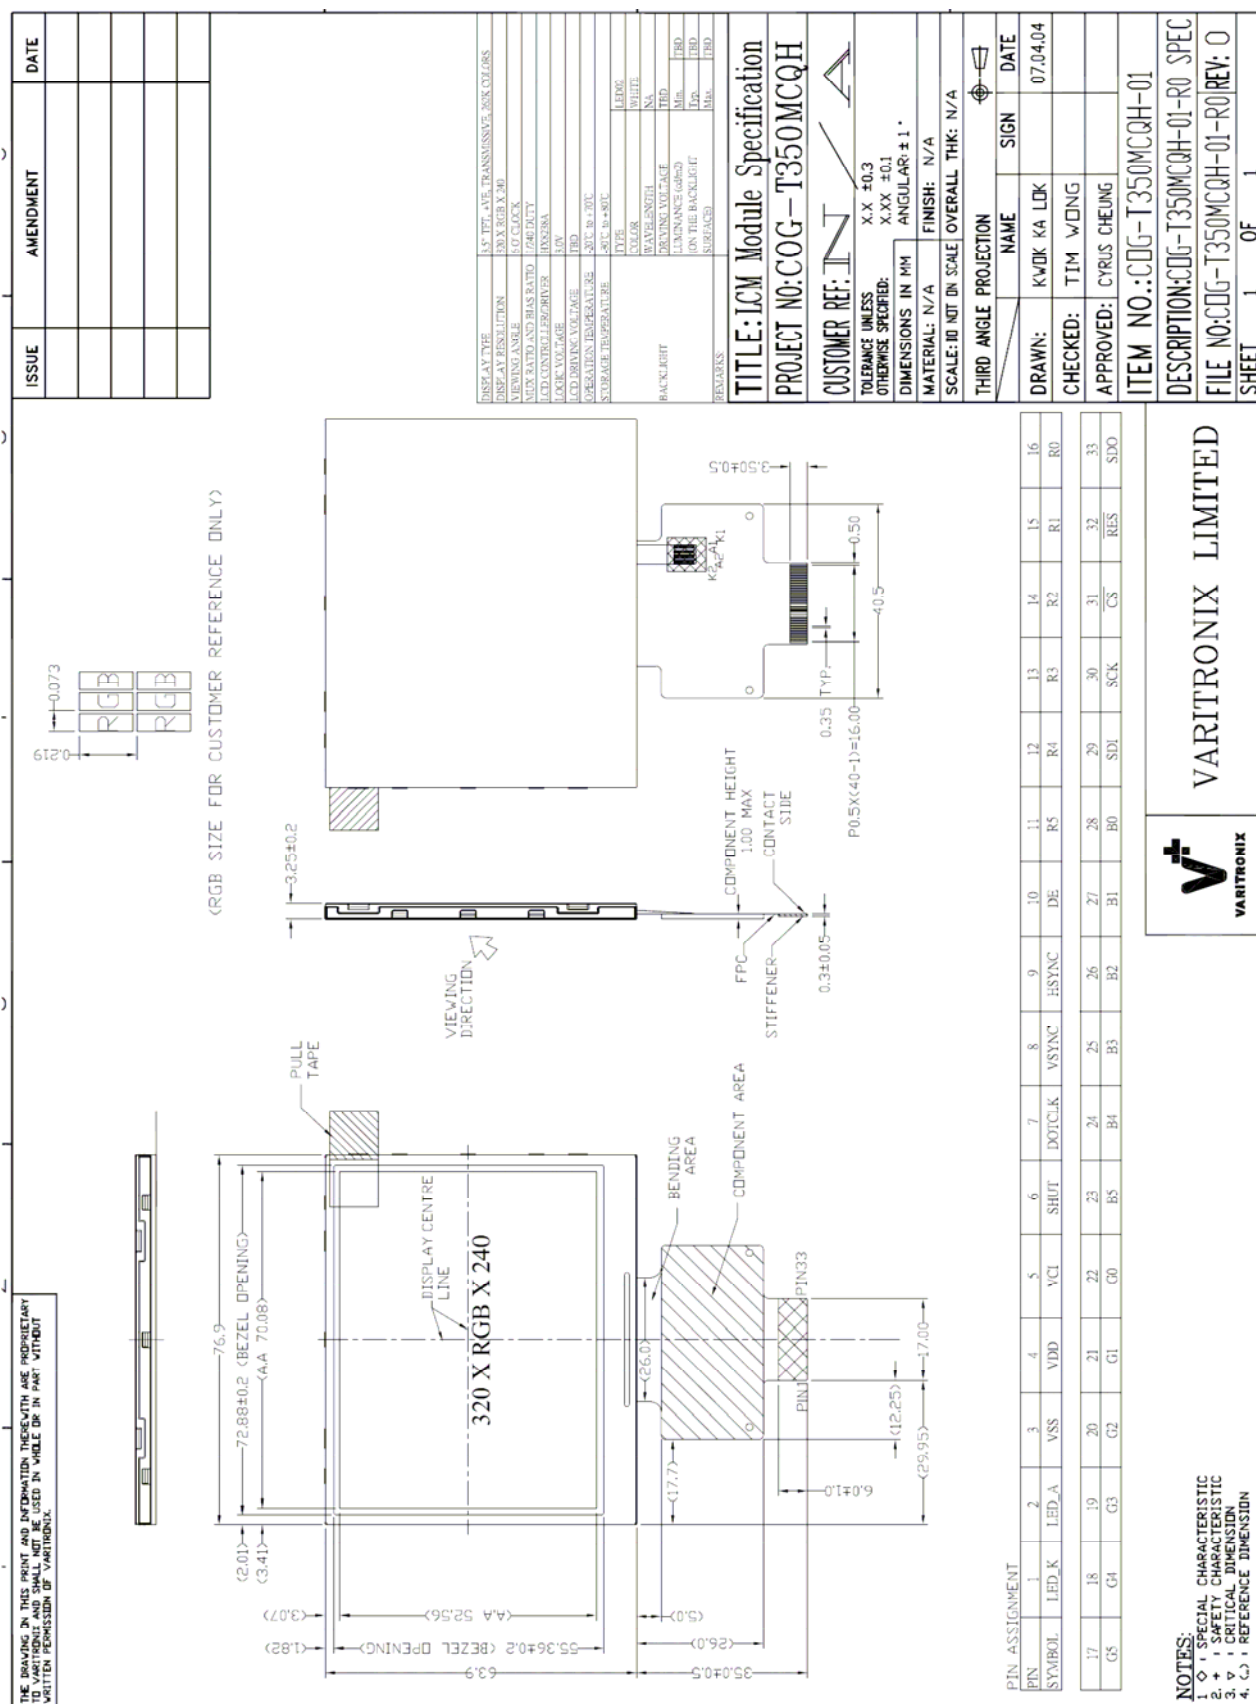 THE DRAWING IN THIS PRINT AND INFORMATION THEREWITH ARE PROPRIETARY
TO VARITRONIX AND SHALL NOT BE USED IN WHOLE OR IN PART WITHOUT
WRITTEN PERMISSION OF VARITRONIX.
ISSUE AMENDMENT DATE
0.219
0.073
R G B
R G B
(RGB SIZE FOR CUSTOMER REFERENCE ONLY)
76.9
72.88±0.2 (BEZEL OPENING)
(A.A 70.08)
(2.01)
(3.41)
(3.07)
(1.82)
(A.A 52.56)
55.36±0.2 (BEZEL OPENING)
63.9
PULL
TAPE
DISPLAY CENTRE
LINE
320 X RGB X 240
(26.0)
BENDING
AREA
COMPONENT AREA
(17.7)
(5.0)
(26.0)
35.0±0.5
6.0±1.0
PIN1
PIN33
(12.25)
17.00
(29.95)
3.25±0.2
VIEWING
DIRECTION
COMPONENT HEIGHT
1.00 MAX
FPC
CONTACT
SIDE
STIFFENER
0.3±0.05
K2
A2
A1
K1
3.50±0.5
0.35 TYP.
0.50
P0.5X(40-1)=16.00
40.5
DISPLAY TYPE 3.5" TFT, +VE, TRANSMISSIVE, 262K COLORS
DISPLAY RESOLUTION 320 X RGB X 240
VIEWING ANGLE 6 O' CLOCK
MUX RATIO AND BIAS RATIO 1/240 DUTY
LCD CONTROLLER/DRIVER HX8238A
LOGIC VOLTAGE 3.0V
LCD DRIVING VOLTAGE TBD
OPERATION TEMPERATURE -20°C to +70°C
STORAGE TEMPERATURE -30°C to +80°C
BACKLIGHT
TYPE LED02
COLOR WHITE
WAVELENGTH NA
DRIVING VOLTAGE TBD
LUMINANCE (cd/m2) Min. TBD
(ON THE BACKLIGHT Typ. TBD
SURFACE) Max. TBD
REMARKS:
TITLE: LCM Module Specification
PROJECT NO: COG-T350MCQH
CUSTOMER REF: N/A
TOLERANCE UNLESS
OTHERWISE SPECIFIED:
X.X ±0.3
X.XX ±0.1
ANGULAR: ±1°
DIMENSIONS IN MM
MATERIAL: N/A FINISH: N/A
SCALE: DO NOT ON SCALE OVERALL THK: N/A
THIRD ANGLE PROJECTION
NAME SIGN DATE
DRAWN: KWOK KA LOK 07.04.04
CHECKED: TIM WONG
APPROVED: CYRUS CHEUNG
ITEM NO.: COG-T350MCQH-01
DESCRIPTION: COG-T350MCQH-01-R0 SPEC
FILE NO: COG-T350MCQH-01-R0 REV: 0
SHEET 1 OF 1
PIN ASSIGNMENT
PIN 1 2 3 4 5 6 7 8 9 10 11 12 13 14 15 16
SYMBOL LED_K LED_A VSS VDD VCI SHUT DOTCLK VSYNC HSYNC DE R5 R4 R3 R2 R1 R0
17 18 19 20 21 22 23 24 25 26 27 28 29 30 31 32 33
G5 G4 G3 G2 G1 G0 B5 B4 B3 B2 B1 B0 SDI SCK CS RES SDO
VARITRONIX
VARITRONIX LIMITED
NOTES:
1 ◇ : SPECIAL CHARACTERISTIC
2. + : SAFETY CHARACTERISTIC
3. ▽ : CRITICAL DIMENSION
4. (.) : REFERENCE DIMENSION